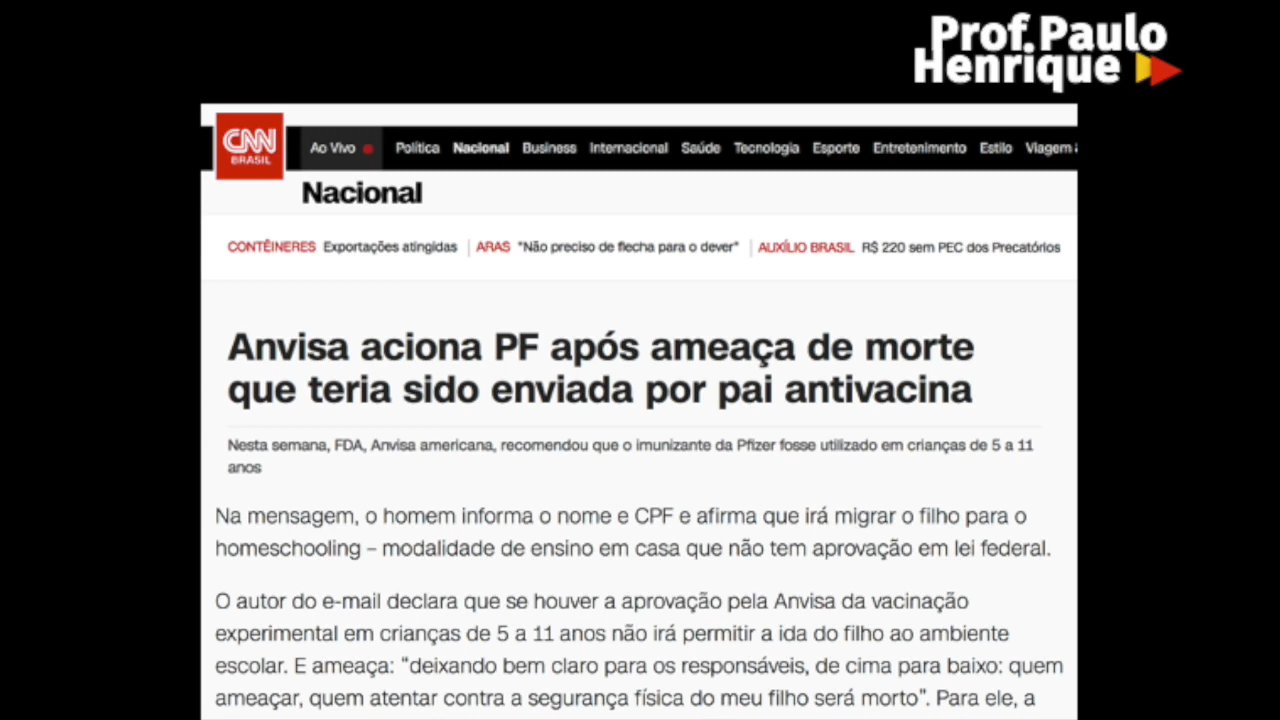 Prof. Paulo
Henrique
CNN
BRASIL
Ao Vivo Política Nacional Business Internacional Saúde Tecnologia Esporte Entretenimento Estilo Viagem
Nacional
CONTÊINERES Exportações atingidas ARAS "Não preciso de flecha para o dever" AUXÍLIO BRASIL R$ 220 sem PEC dos Precatórios
Anvisa aciona PF após ameaça de morte
que teria sido enviada por pai antivacina
Nesta semana, FDA, Anvisa americana, recomendou que o imunizante da Pfizer fosse utilizado em crianças de 5 a 11
anos
Na mensagem, o homem informa o nome e CPF e afirma que irá migrar o filho para o
homeschooling – modalidade de ensino em casa que não tem aprovação em lei federal.
O autor do e-mail declara que se houver a aprovação pela Anvisa da vacinação
experimental em crianças de 5 a 11 anos não irá permitir a ida do filho ao ambiente
escolar. E ameaça: “deixando bem claro para os responsáveis, de cima para baixo: quem
ameaçar, quem atentar contra a segurança física do meu filho será morto”. Para ele, a